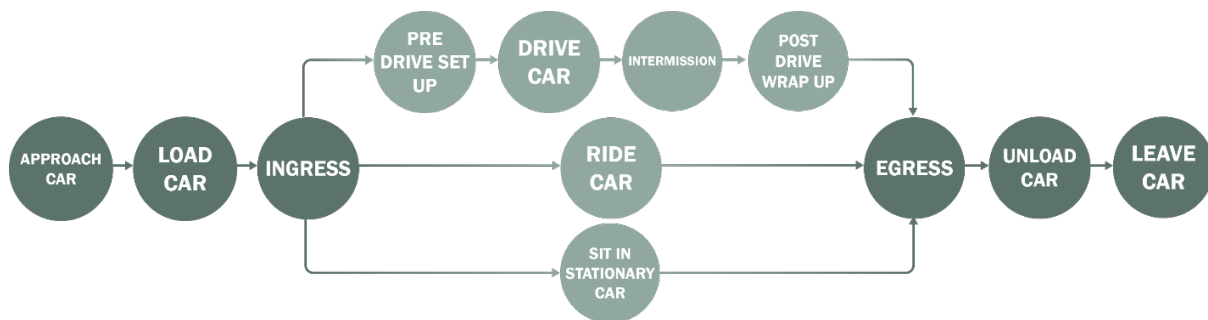 PRE
DRIVE SET
UP
DRIVE
CAR
INTERMISSION
POST
DRIVE
WRAP UP
APPROACH
CAR
LOAD
CAR
INGRESS
RIDE
CAR
EGRESS
UNLOAD
CAR
LEAVE
CAR
SIT IN
STATIONARY
CAR